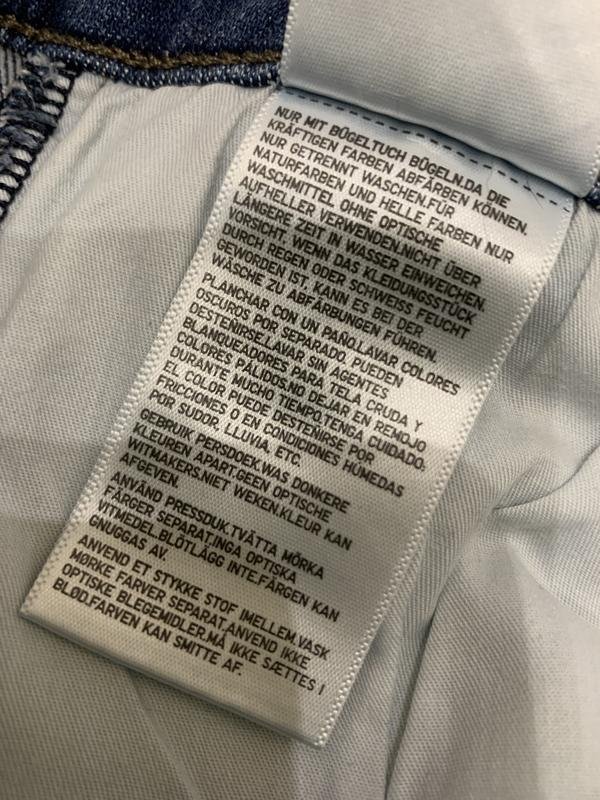 NUR MIT BÜGELTUCH BÜGELN.DA DIE
KRÄFTIGEN FARBEN ABFÄRBEN KÖNNEN.
NUR GETRENNT WASCHEN.FÜR
NATURFARBEN UND HELLE FARBEN NUR
WASCHMITTEL OHNE OPTISCHE
AUFHELLER VERWENDEN.NICHT ÜBER
LÄNGERE ZEIT IN WASSER EINWEICHEN.
VORSICHT. WENN DAS KLEIDUNGSSTÜCK
DURCH REGEN ODER SCHWEISS FEUCHT
GEWORDEN IST, KANN ES BEI DER
WÄSCHE ZU ABFÄRBUNGEN FÜHREN.
PLANCHAR CON UN PAÑO.LAVAR COLORES
OSCUROS POR SEPARADO. PUEDEN
DESTEÑIRSE.LAVAR SIN AGENTES
BLANQUEADORES PARA TELA CRUDA Y
COLORES PÁLIDOS.NO DEJAR EN REMOJO
DURANTE MUCHO TIEMPO.TENGA CUIDADO.
EL COLOR PUEDE DESTEÑIRSE POR
FRICCIONES O EN CONDICIONES HÚMEDAS
POR SUDOR, LLUVIA, ETC.
GEBRUIK PERSDOEK.WAS DONKERE
KLEUREN APART.GEEN OPTISCHE
WITMAKERS.NIET WEKEN.KLEUR KAN
AFGEVEN.
ANVÄND PRESSDUK.TVÄTTA MÖRKA
FÄRGER SEPARAT.INGA OPTISKA
VITMEDEL.BLÖTLÄGG INTE.FÄRGEN KAN
GNUGGAS AV.
ANVEND ET STYKKE STOF IMELLEM.VASK
MØRKE FARVER SEPARAT.ANVEND IKKE
OPTISKE BLEGEMIDLER.MÅ IKKE SÆTTES I
BLØD.FARVEN KAN SMITTE AF.